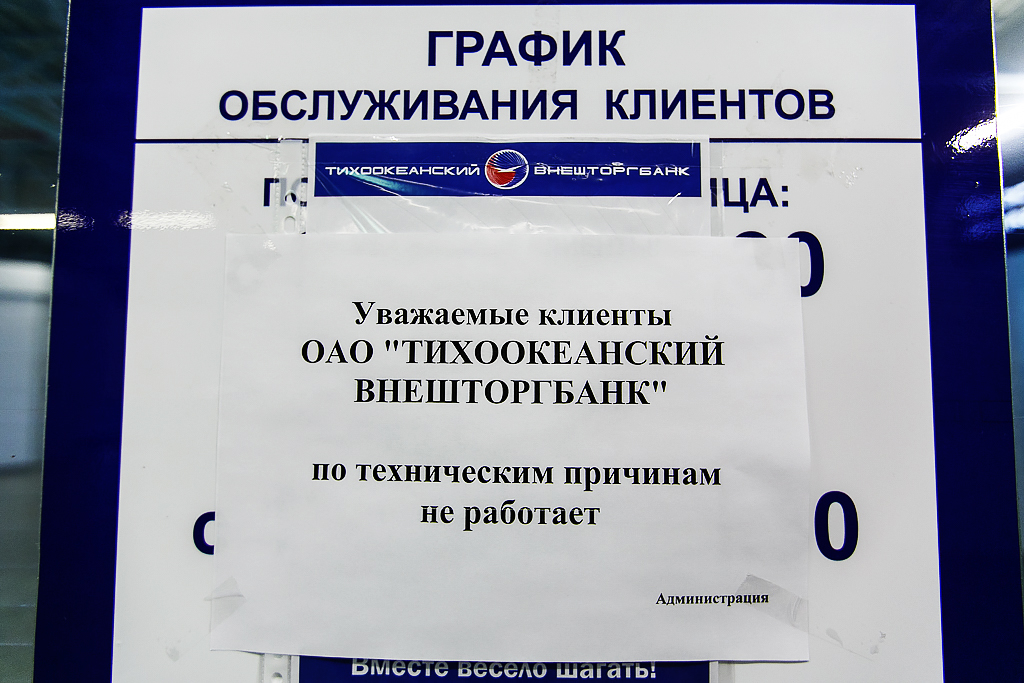 ГРАФИК
ОБСЛУЖИВАНИЯ КЛИЕНТОВ
ТИХООКЕАНСКИЙ ВНЕШТОРГБАНК
Уважаемые клиенты
ОАО "ТИХООКЕАНСКИЙ
ВНЕШТОРГБАНК"
по техническим причинам
не работает
Администрация
Вместе весело шагать!